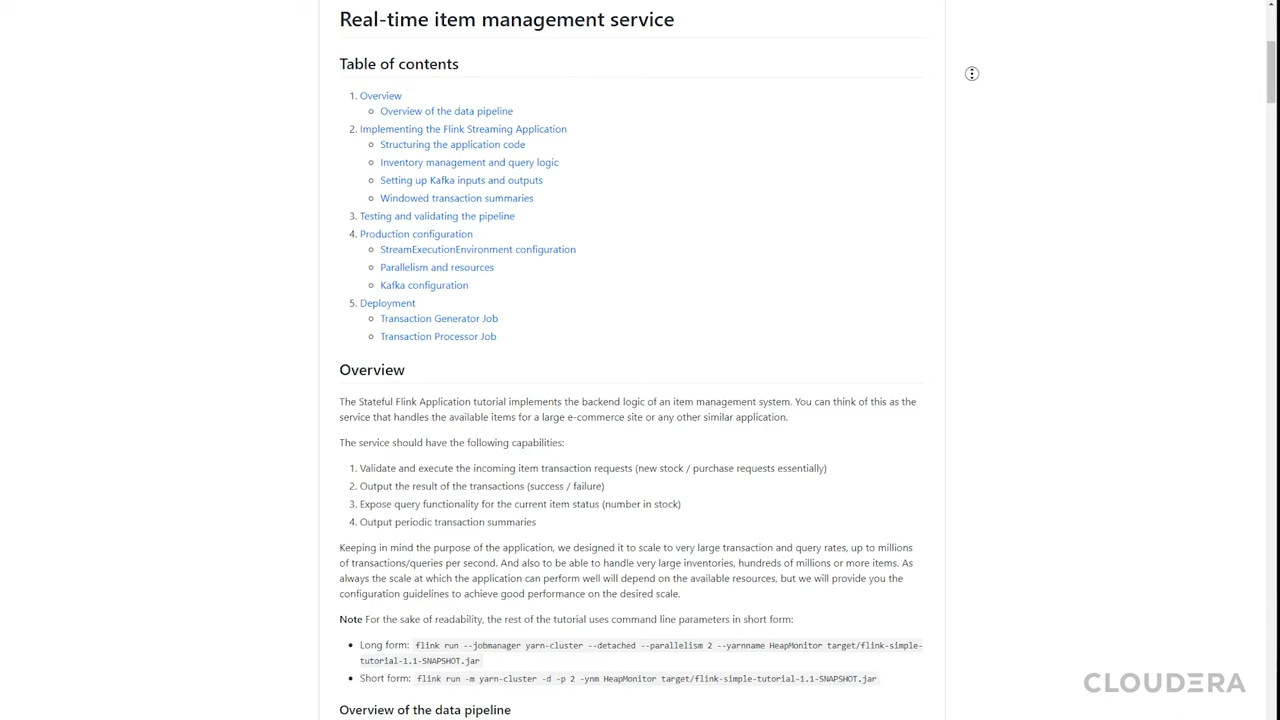 Real-time item management service
Table of contents
1. Overview
Overview of the data pipeline
2. Implementing the Flink Streaming Application
Structuring the application code
Inventory management and query logic
Setting up Kafka inputs and outputs
Windowed transaction summaries
3. Testing and validating the pipeline
4. Production configuration
StreamExecutionEnvironment configuration
Parallelism and resources
Kafka configuration
5. Deployment
Transaction Generator Job
Transaction Processor Job
Overview
The Stateful Flink Application tutorial implements the backend logic of an item management system. You can think of this as the
service that handles the available items for a large e-commerce site or any other similar application.
The service should have the following capabilities:
1. Validate and execute the incoming item transaction requests (new stock / purchase requests essentially)
2. Output the result of the transactions (success / failure)
3. Expose query functionality for the current item status (number in stock)
4. Output periodic transaction summaries
Keeping in mind the purpose of the application, we designed it to scale to very large transaction and query rates, up to millions
of transactions/queries per second. And also to be able to handle very large inventories, hundreds of millions or more items. As
always the scale at which the application can perform well will depend on the available resources, but we will provide you the
configuration guidelines to achieve good performance on the desired scale.
Note For the sake of readability, the rest of the tutorial uses command line parameters in short form:
Long form: flink run --jobmanager yarn-cluster --detached --parallelism 2 --yarnname HeapMonitor target/flink-simple-
tutorial-1.1-SNAPSHOT.jar
Short form: flink run -m yarn-cluster -d -p 2 -ynm HeapMonitor target/flink-simple-tutorial-1.1-SNAPSHOT.jar
CLOUDERA
Overview of the data pipeline